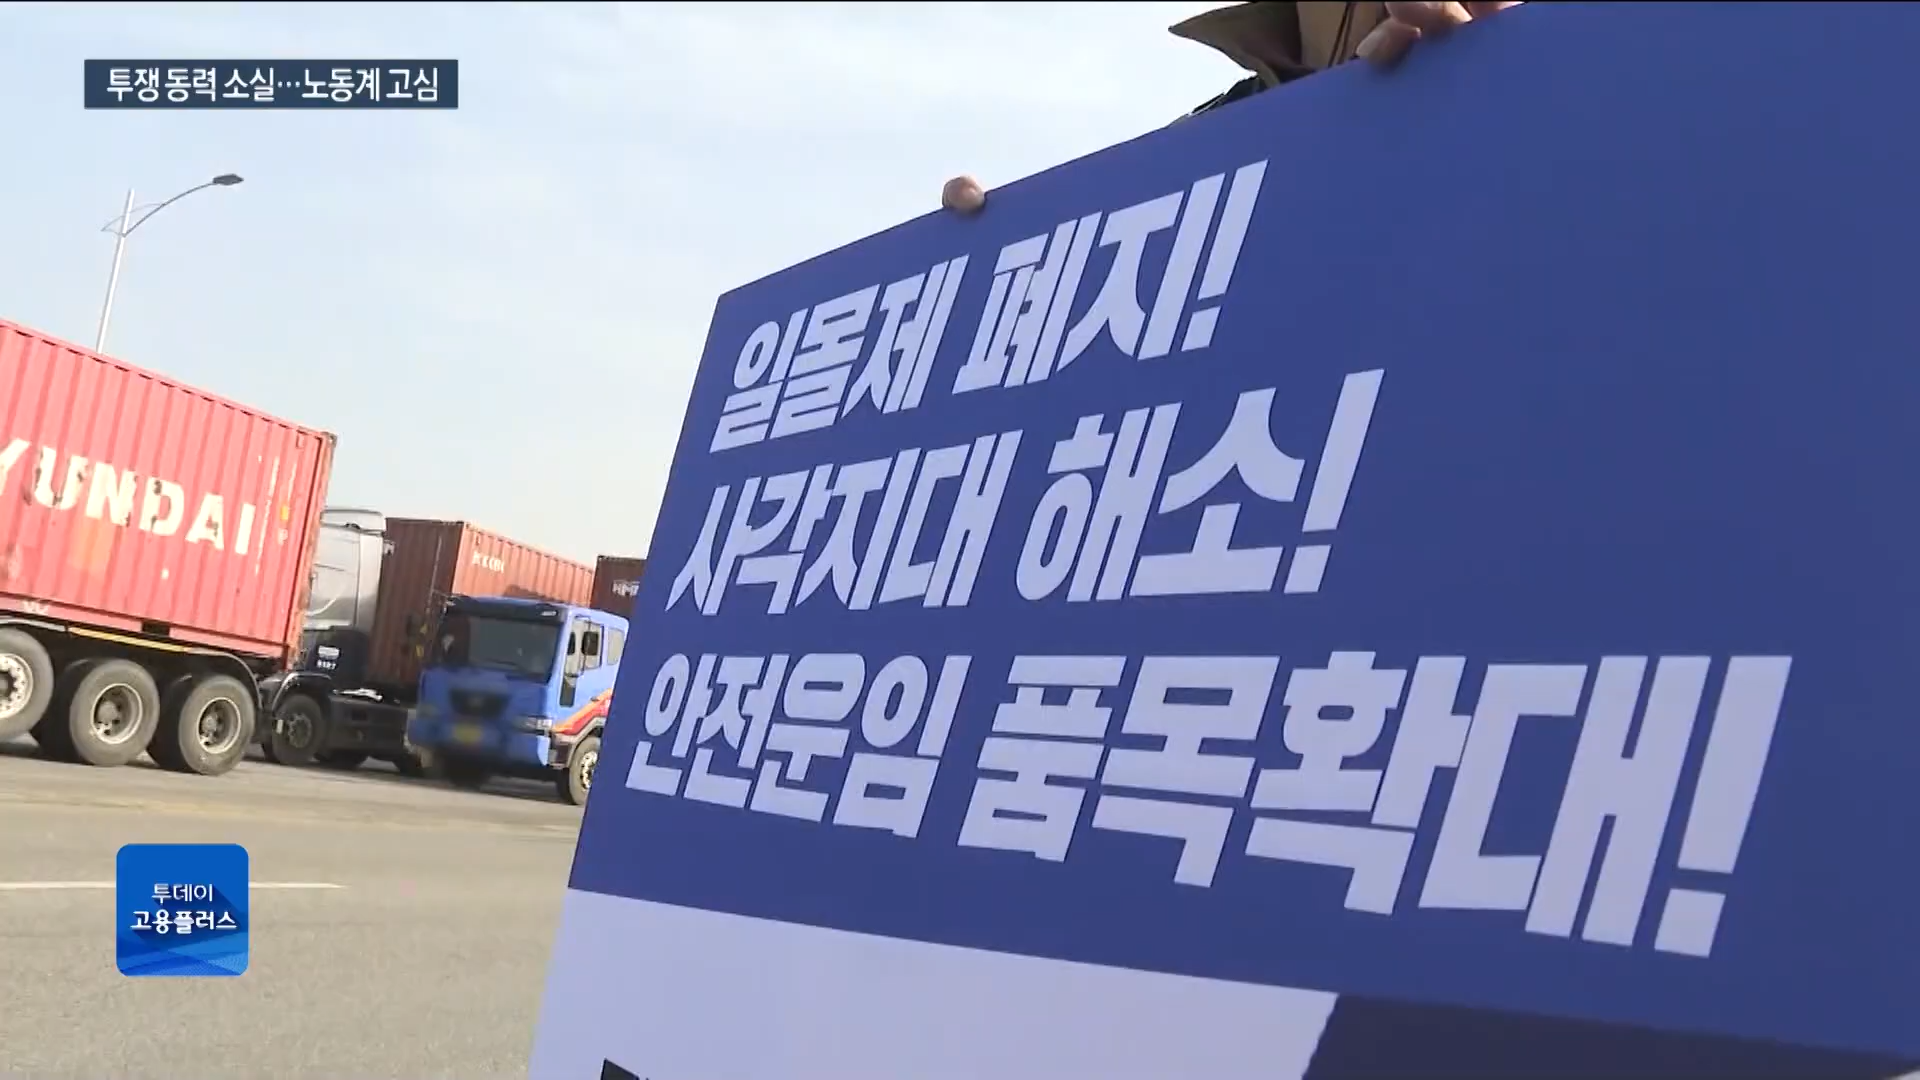 투쟁 동력 소실…노동계 고심
일몰제 폐지!
사각지대 해소!
안전운임 품목확대!
YUNDAI
투데이
고용플러스